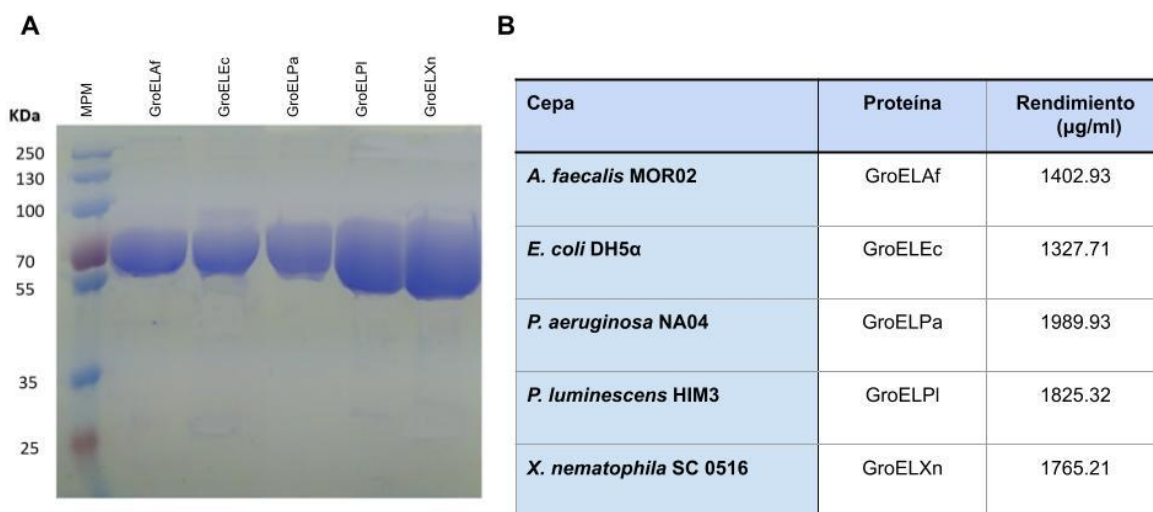 A
B
MPM
GroELAf
GroELEc
GroELPa
GroELPl
GroELXn
KDa
250
130
100
70
55
35
25
Cepa Proteína Rendimiento
(µg/ml)
A. faecalis MOR02 GroELAf 1402.93
E. coli DH5α GroELEc 1327.71
P. aeruginosa NA04 GroELPa 1989.93
P. luminescens HIM3 GroELPl 1825.32
X. nematophila SC 0516 GroELXn 1765.21